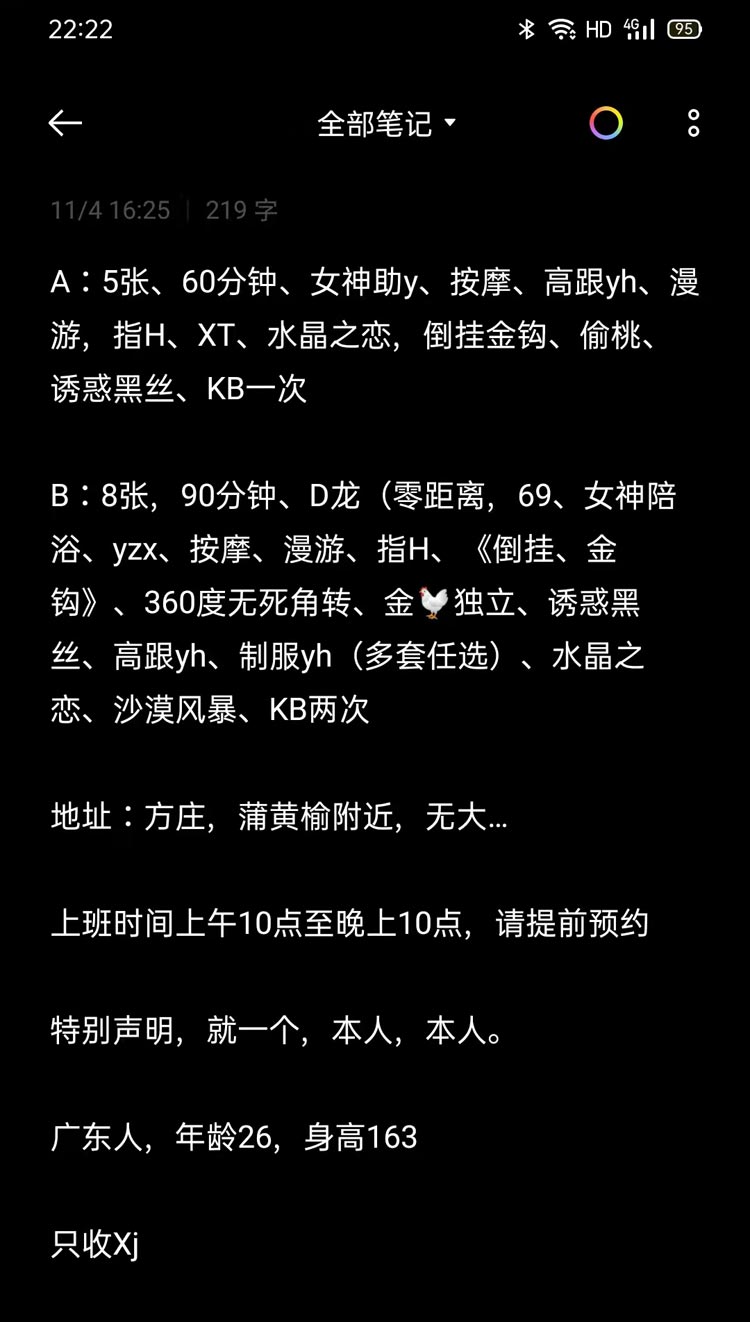 22:22
HD 4G 95
全部笔记
11/4 16:25 | 219 字
A：5张、60分钟、女神助y、按摩、高跟yh、漫
游，指H、XT、水晶之恋，倒挂金钩、偷桃、
诱惑黑丝、KB一次
B：8张，90分钟、D龙（零距离，69、女神陪
浴、yzx、按摩、漫游、指H、《倒挂、金
钩》、360度无死角转、金🐓独立、诱惑黑
丝、高跟yh、制服yh（多套任选）、水晶之
恋、沙漠风暴、KB两次
地址：方庄，蒲黄榆附近，无大...
上班时间上午10点至晚上10点，请提前预约
特别声明，就一个，本人，本人。
广东人，年龄26，身高163
只收Xj